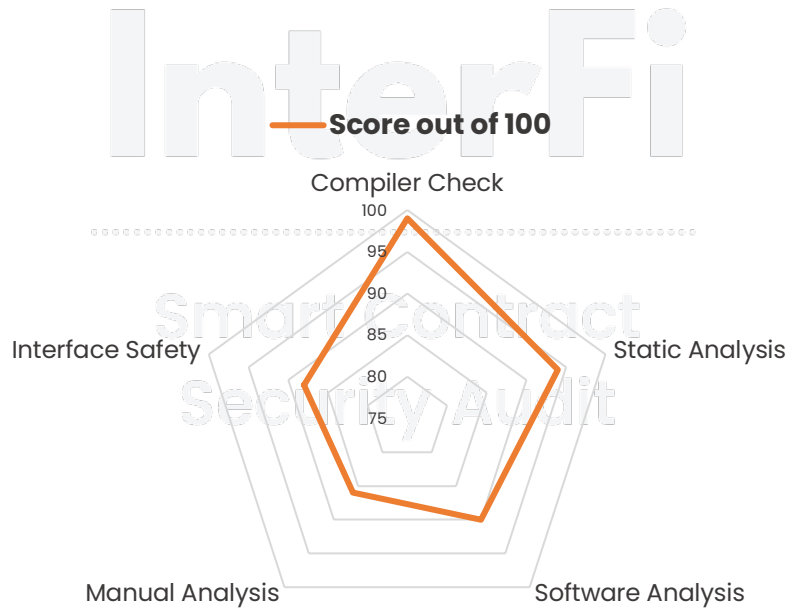 InterFi
Score out of 100
Compiler Check
100
95
90
Smart Contract
85
Interface Safety
Static Analysis
80
Security Audit
75
Manual Analysis
Software Analysis